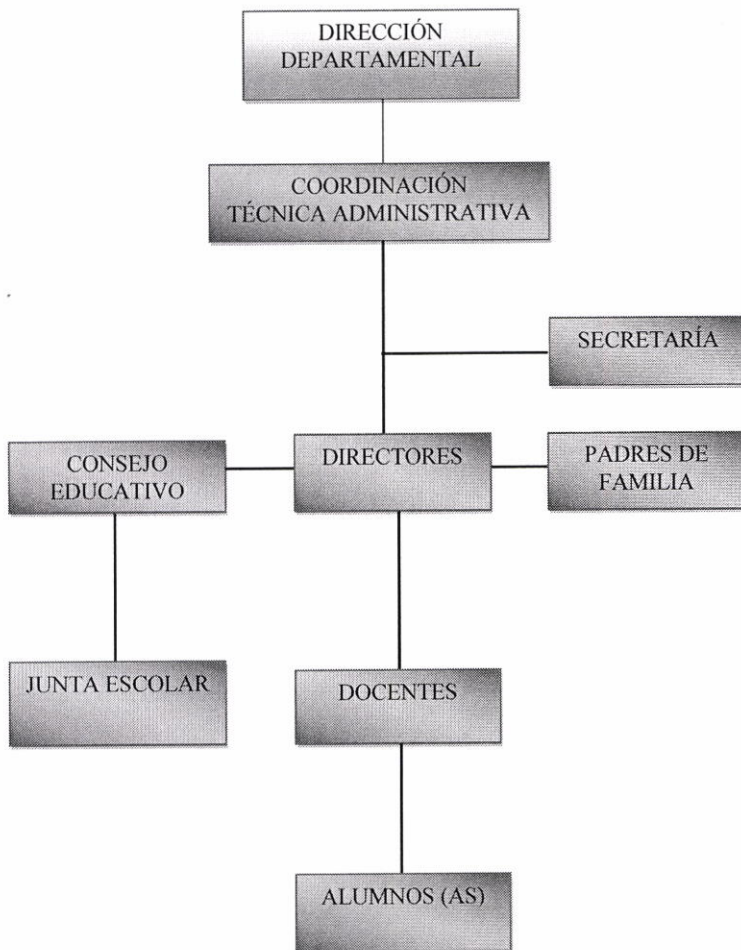 DIRECCIÓN
DEPARTAMENTAL
COORDINACIÓN
TÉCNICA ADMINISTRATIVA
SECRETARÍA
CONSEJO
EDUCATIVO
DIRECTORES
PADRES DE
FAMILIA
JUNTA ESCOLAR
DOCENTES
ALUMNOS (AS)